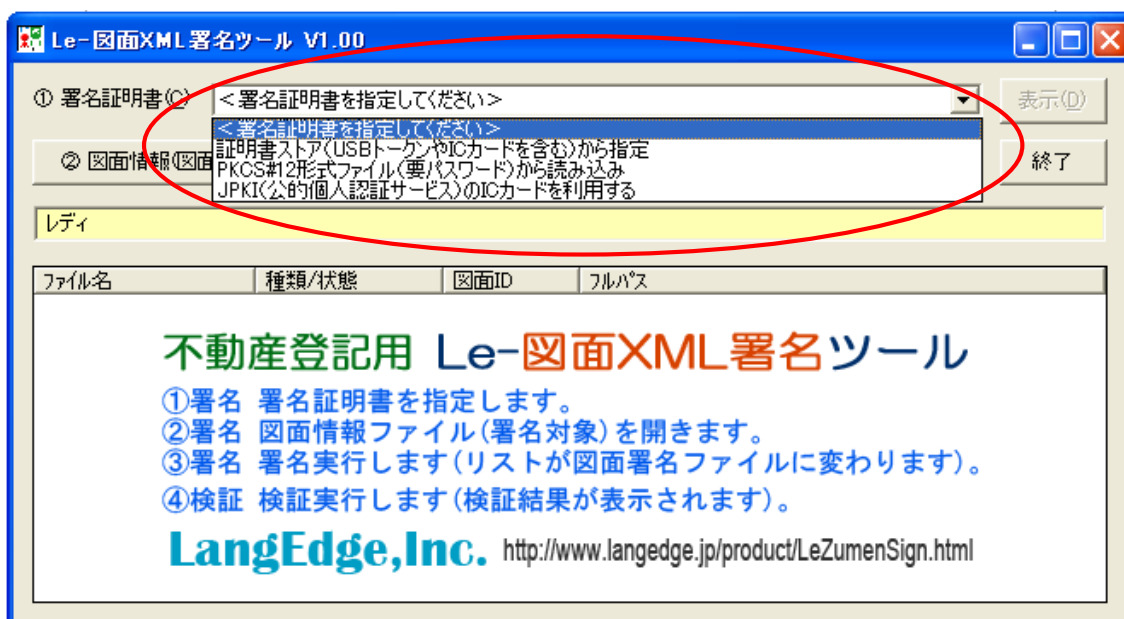 Le-図面XML署名ツール V1.00
① 署名証明書(C) <署名証明書を指定してください> 表示(D)
<署名証明書を指定してください>
証明書ストア(USBトークンやICカードを含む)から指定
PKCS#12形式ファイル(要パスワード)から読み込み
JPKI(公的個人認証サービス)のICカードを利用する
② 図面情報(図面 終了
レディ
ファイル名 種類/状態 図面ID フルパス
不動産登記用 Le-図面XML署名ツール
①署名 署名証明書を指定します。
②署名 図面情報ファイル(署名対象)を開きます。
③署名 署名実行します(リストが図面署名ファイルに変わります)。
④検証 検証実行します(検証結果が表示されます)。
LangEdge,Inc. http://www.langedge.jp/product/LeZumenSign.html